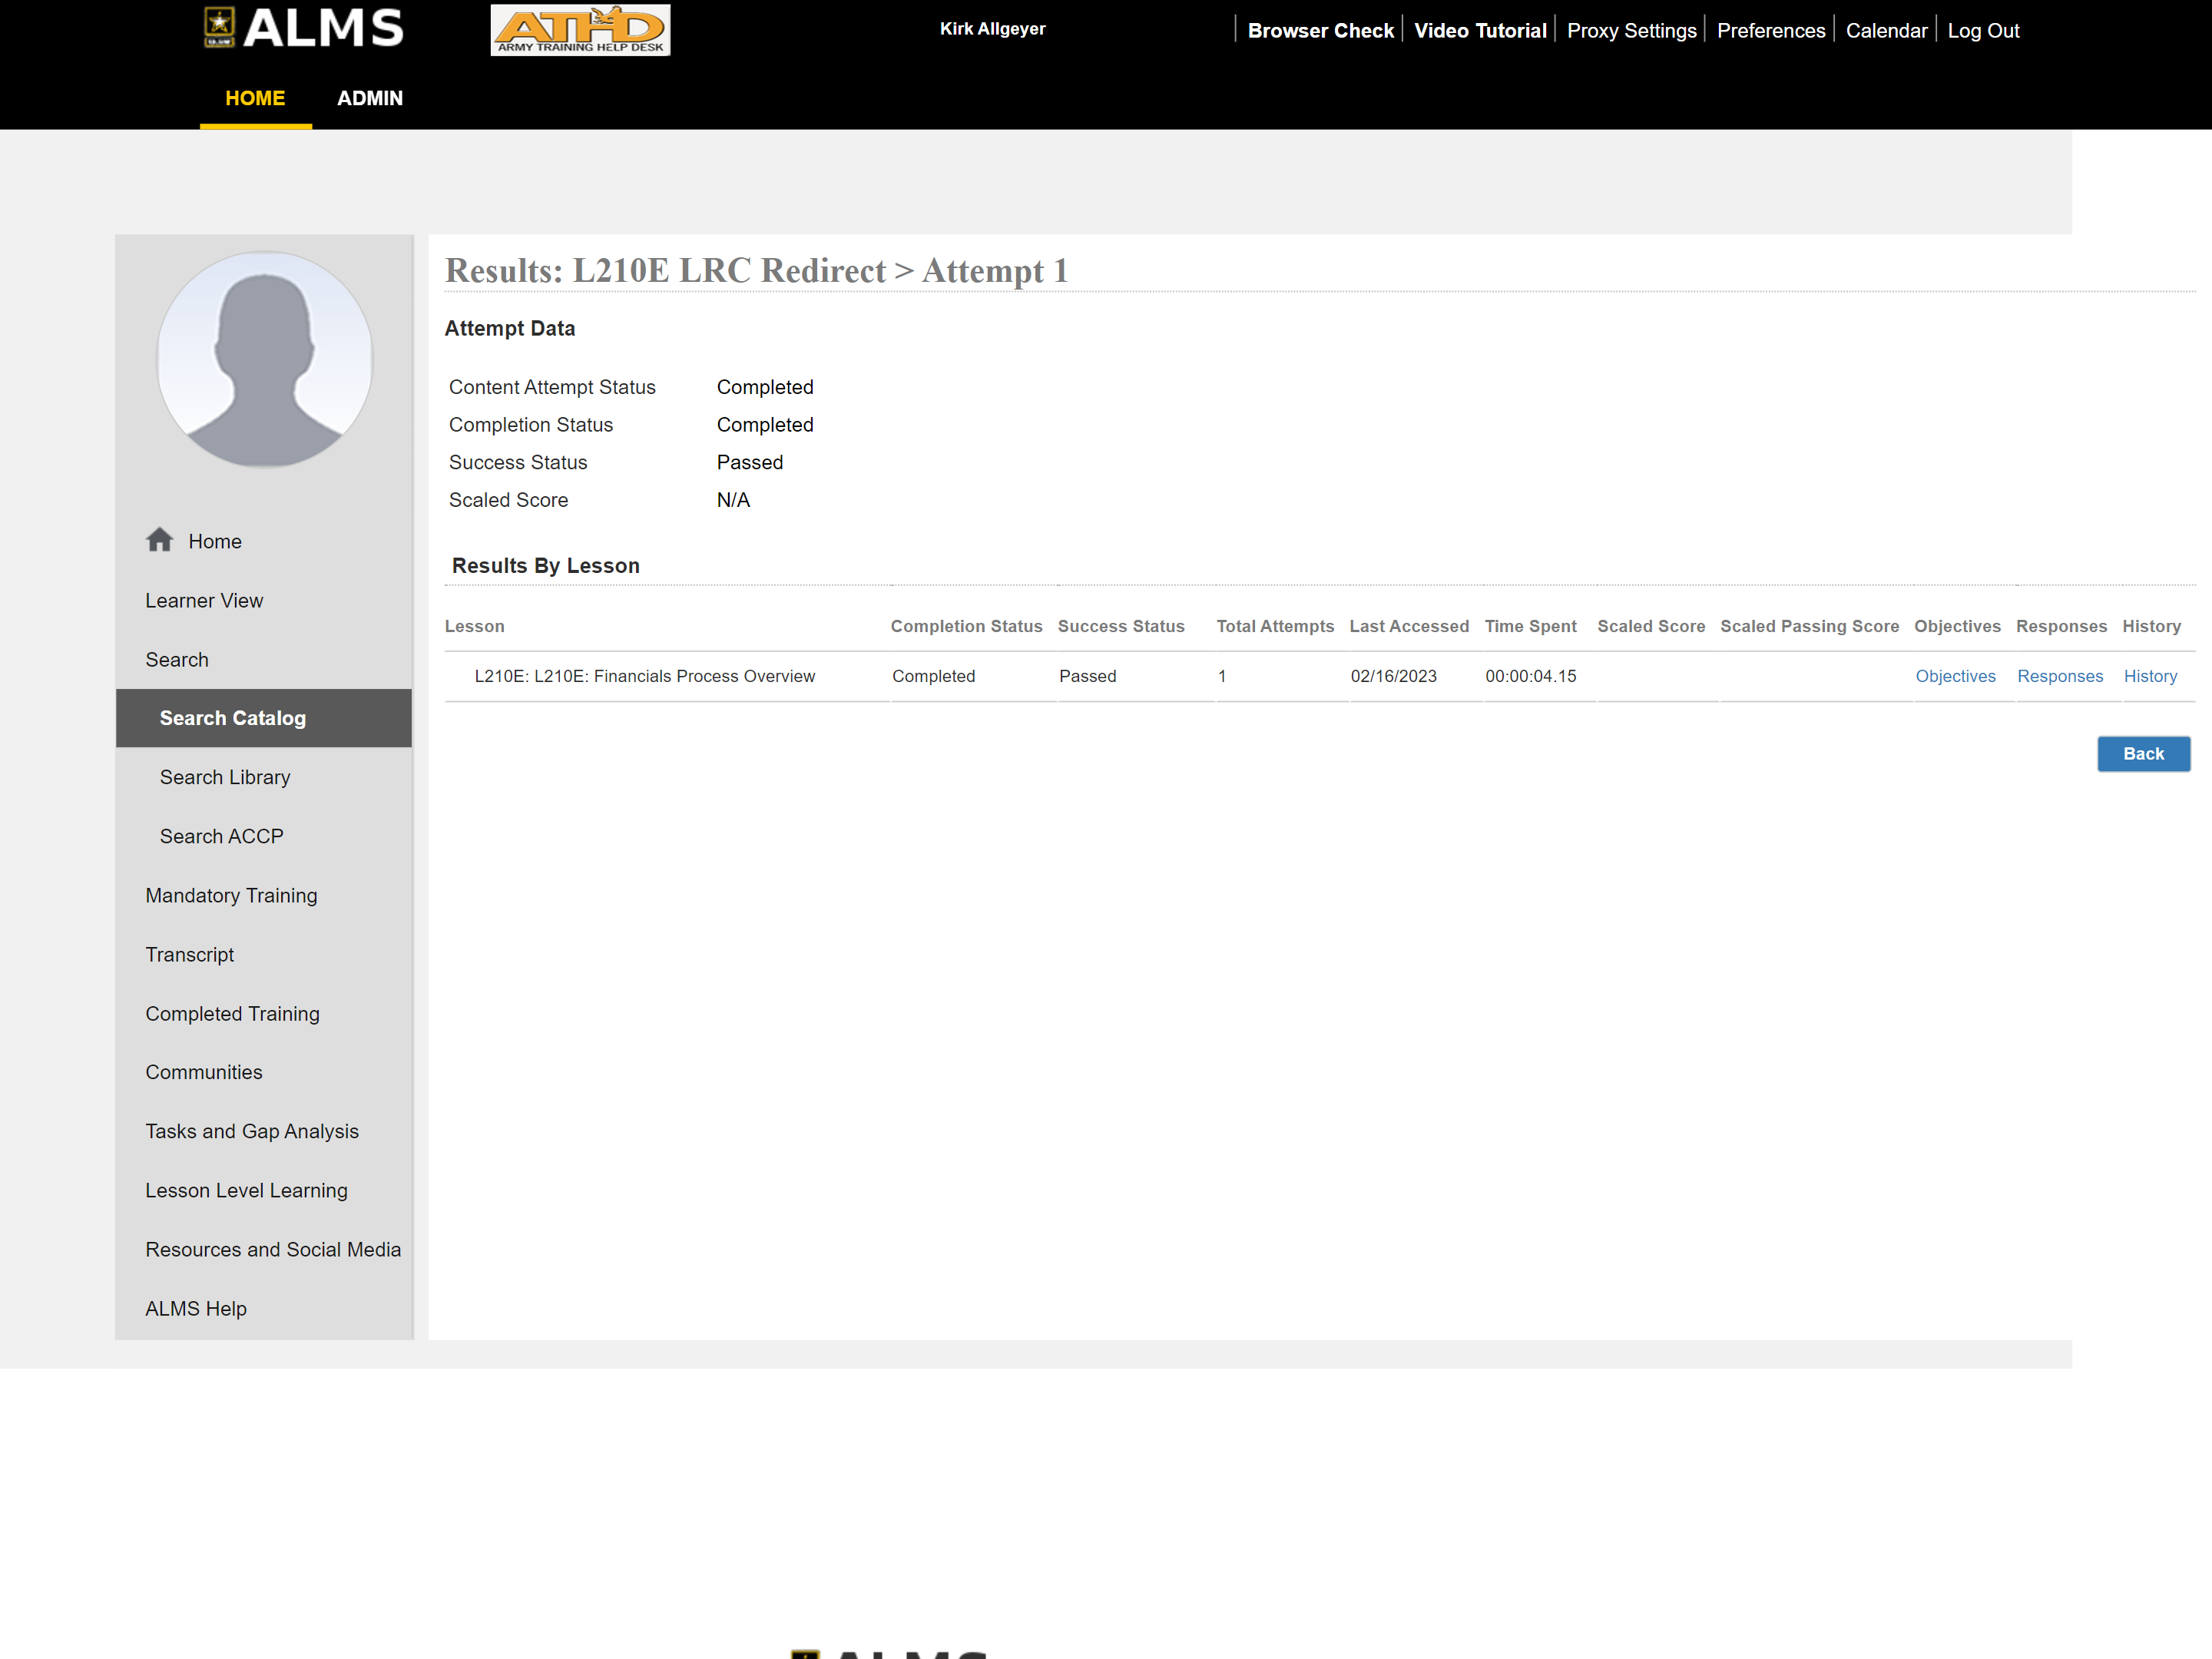 ALMS
ATHD
ARMY TRAINING HELP DESK
Kirk Allgeyer
Browser Check
Video Tutorial
Proxy Settings
Preferences
Calendar
Log Out
HOME
ADMIN
Results: L210E LRC Redirect > Attempt 1
Attempt Data
Content Attempt Status Completed
Completion Status Completed
Success Status Passed
Scaled Score N/A
Results By Lesson
Lesson Completion Status Success Status Total Attempts Last Accessed Time Spent Scaled Score Scaled Passing Score Objectives Responses History
L210E: L210E: Financials Process Overview Completed Passed 1 02/16/2023 00:00:04.15 Objectives Responses History
Back
Home
Learner View
Search
Search Catalog
Search Library
Search ACCP
Mandatory Training
Transcript
Completed Training
Communities
Tasks and Gap Analysis
Lesson Level Learning
Resources and Social Media
ALMS Help
ALMS